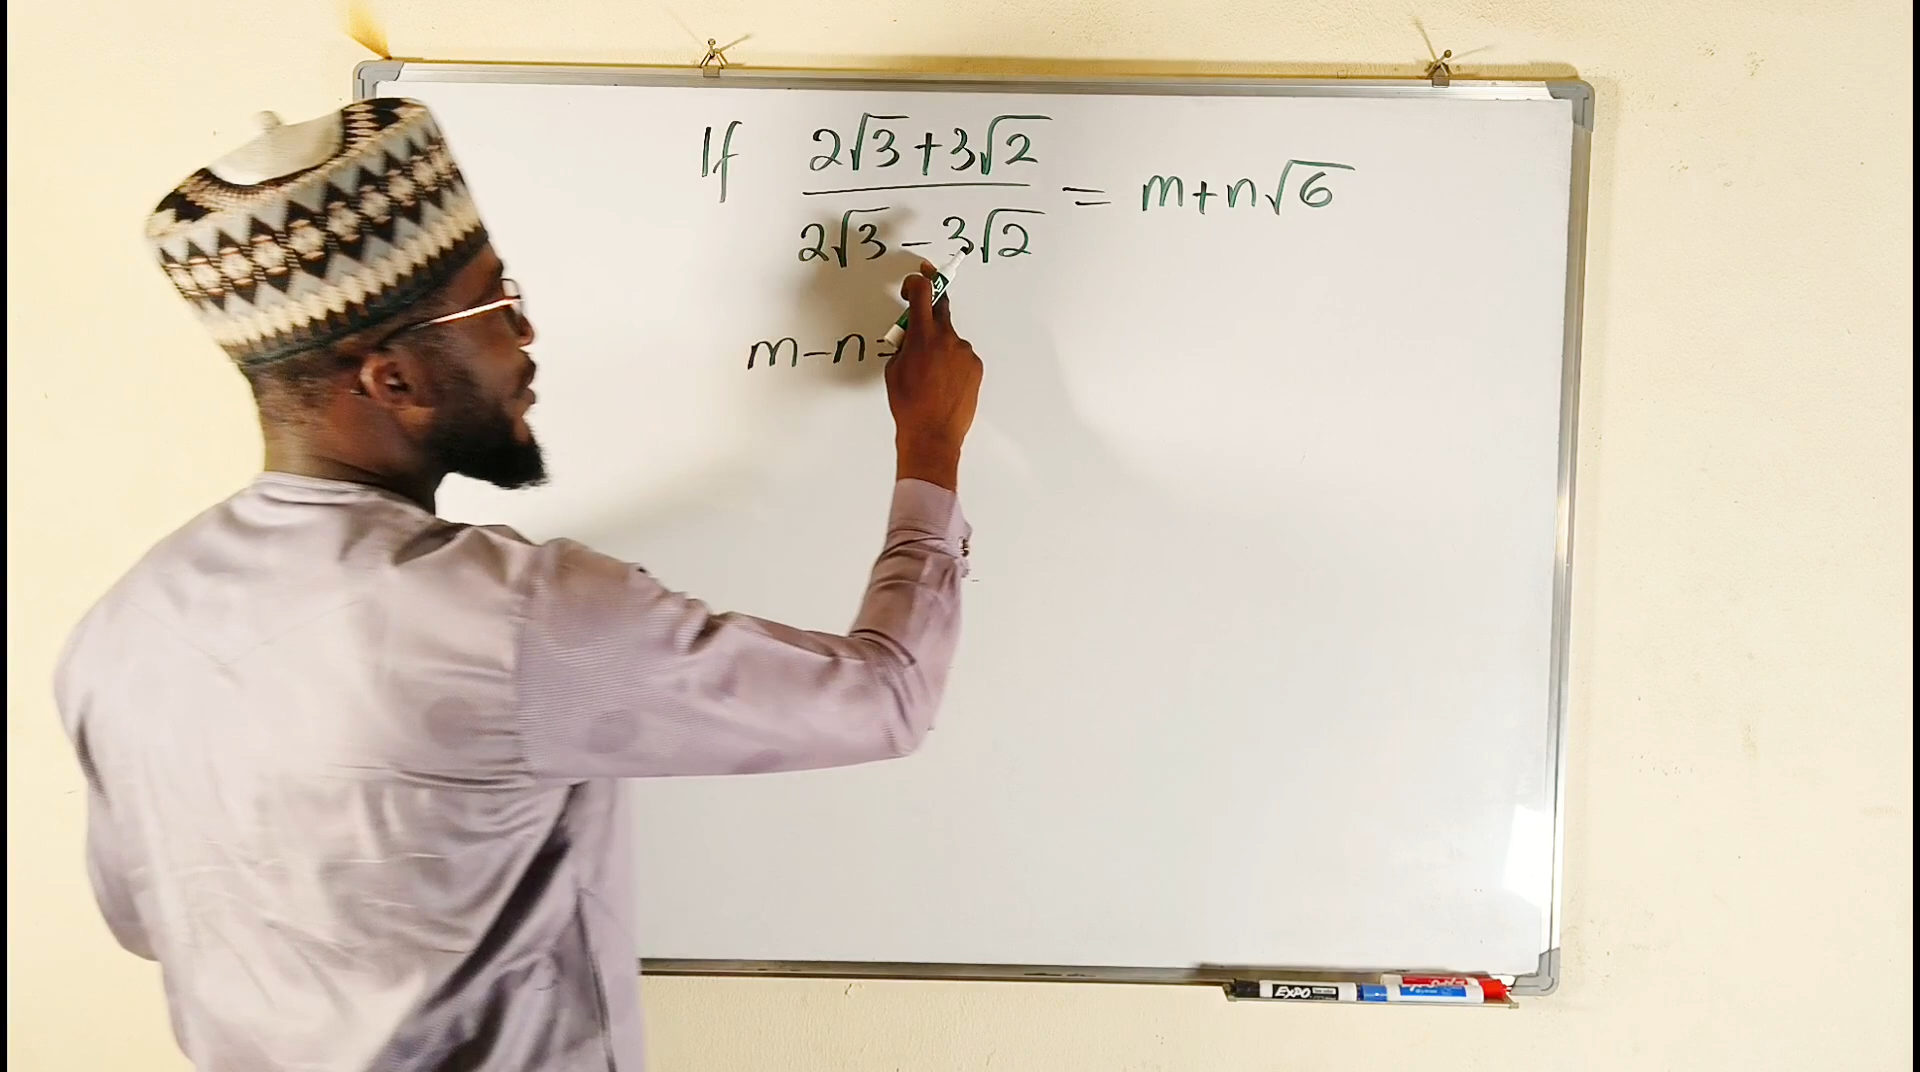 If 2√3+3√2 / 2√3-3√2 = m+n√6
m-n=
EXPO